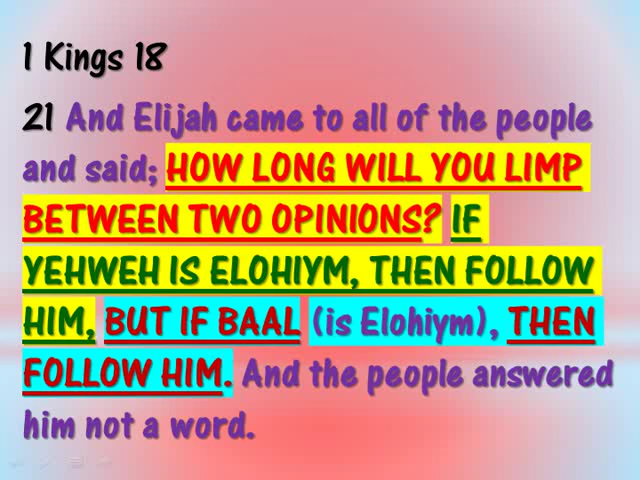 1 Kings 18
21 And Elijah came to all of the people
and said; HOW LONG WILL YOU LIMP
BETWEEN TWO OPINIONS? IF
YEHWEH IS ELOHIYM, THEN FOLLOW
HIM, BUT IF BAAL (is Elohiym), THEN
FOLLOW HIM. And the people answered
him not a word.